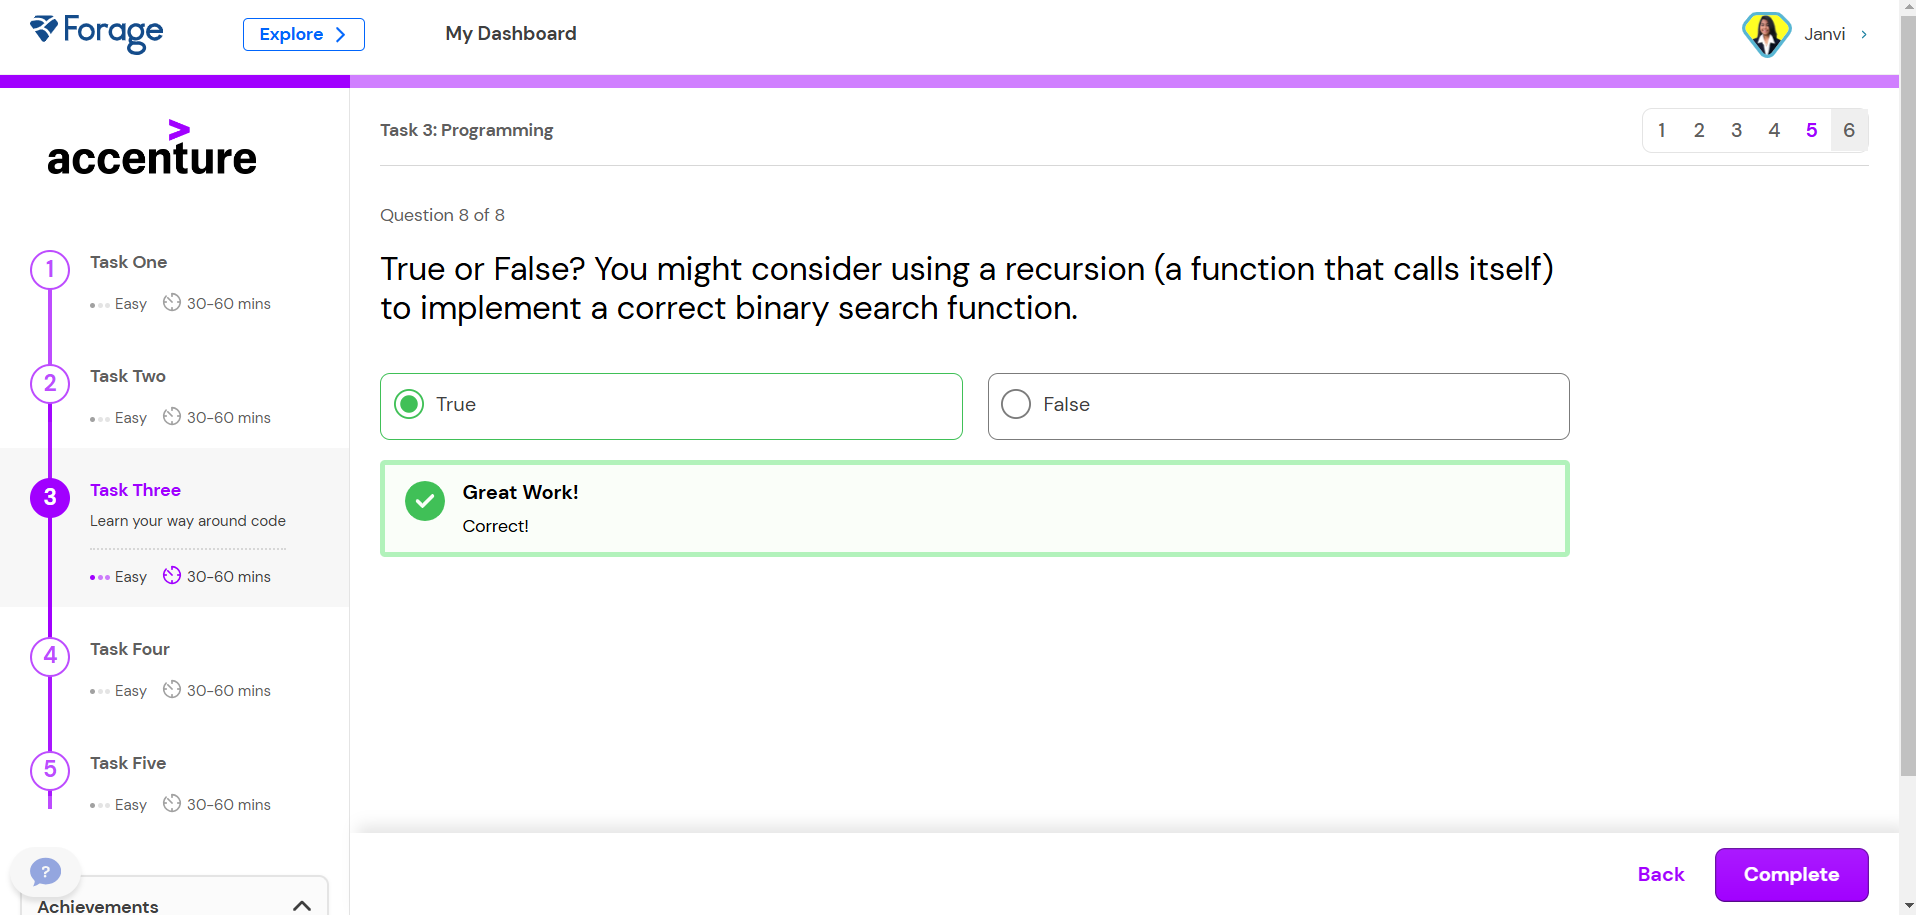 Forage
Explore
My Dashboard
Janvi
accenture
Task 3: Programming
1 2 3 4 5 6
Question 8 of 8
True or False? You might consider using a recursion (a function that calls itself)
to implement a correct binary search function.
True
False
Great Work!
Correct!
1
Task One
Easy 30-60 mins
2
Task Two
Easy 30-60 mins
3
Task Three
Learn your way around code
Easy 30-60 mins
4
Task Four
Easy 30-60 mins
5
Task Five
Easy 30-60 mins
?
Achievements
Back
Complete